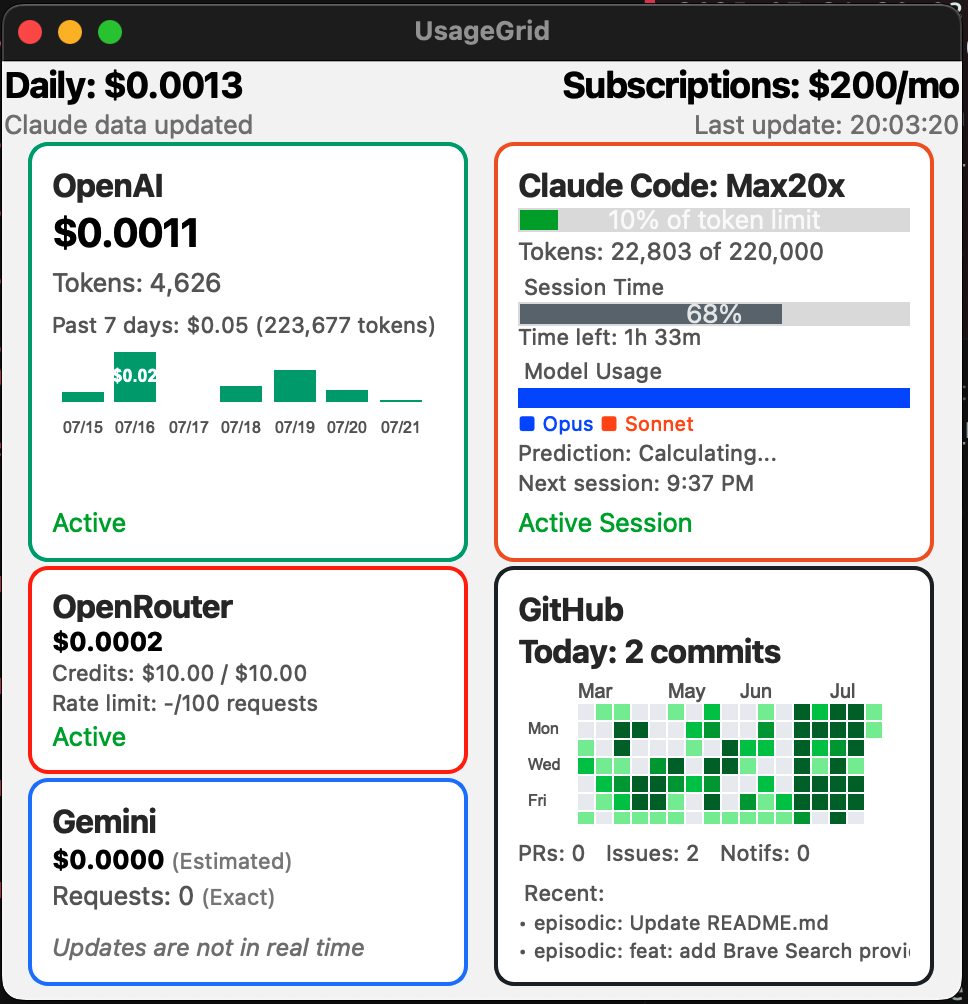 UsageGrid
Daily: $0.0013
Subscriptions: $200/mo
Claude data updated
Last update: 20:03:20
OpenAI
$0.0011
Tokens: 4,626
Past 7 days: $0.05 (223,677 tokens)
$0.02
07/15 07/16 07/17 07/18 07/19 07/20 07/21
Active
Claude Code: Max20x
10% of token limit
Tokens: 22,803 of 220,000
Session Time
68%
Time left: 1h 33m
Model Usage
Opus Sonnet
Prediction: Calculating...
Next session: 9:37 PM
Active Session
OpenRouter
$0.0002
Credits: $10.00 / $10.00
Rate limit: -/100 requests
Active
Gemini
$0.0000 (Estimated)
Requests: 0 (Exact)
Updates are not in real time
GitHub
Today: 2 commits
Mar May Jun Jul
Mon
Wed
Fri
PRs: 0 Issues: 2 Notifs: 0
Recent:
• episodic: Update README.md
• episodic: feat: add Brave Search provi